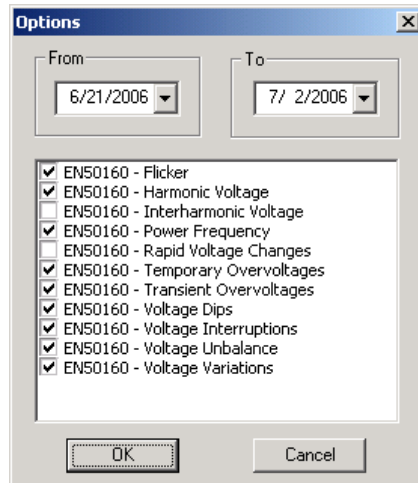 Options
From
To
6/21/2006
7/ 2/2006
EN50160 - Flicker
EN50160 - Harmonic Voltage
EN50160 - Interharmonic Voltage
EN50160 - Power Frequency
EN50160 - Rapid Voltage Changes
EN50160 - Temporary Overvoltages
EN50160 - Transient Overvoltages
EN50160 - Voltage Dips
EN50160 - Voltage Interruptions
EN50160 - Voltage Unbalance
EN50160 - Voltage Variations
OK
Cancel